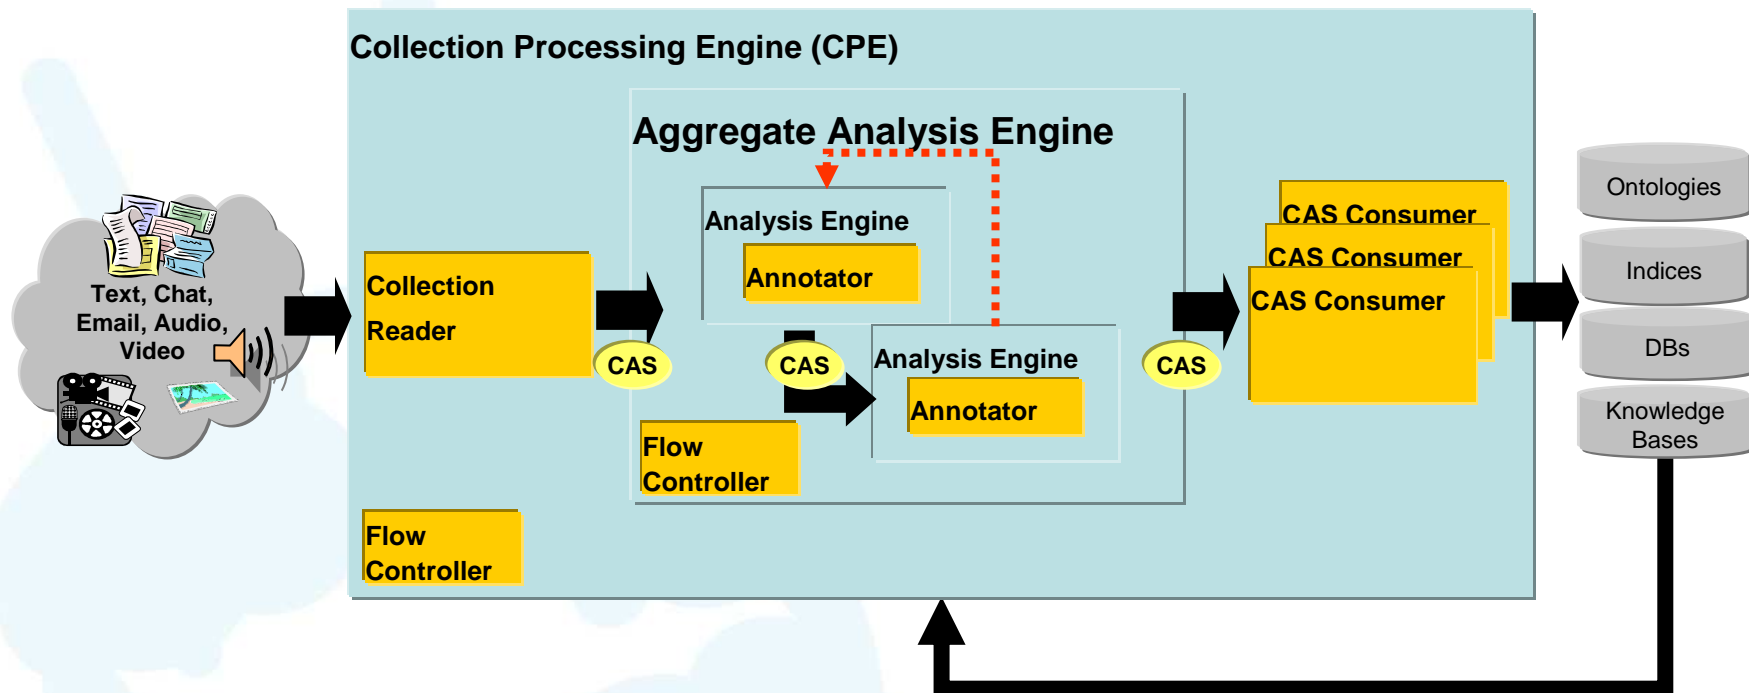 Collection Processing Engine (CPE)
Aggregate Analysis Engine
Text, Chat,
Email, Audio,
Video
Collection
Reader
CAS
Analysis Engine
Annotator
CAS
Analysis Engine
Annotator
Flow
Controller
Flow
Controller
CAS
CAS Consumer
CAS Consumer
CAS Consumer
Ontologies
Indices
DBs
Knowledge
Bases